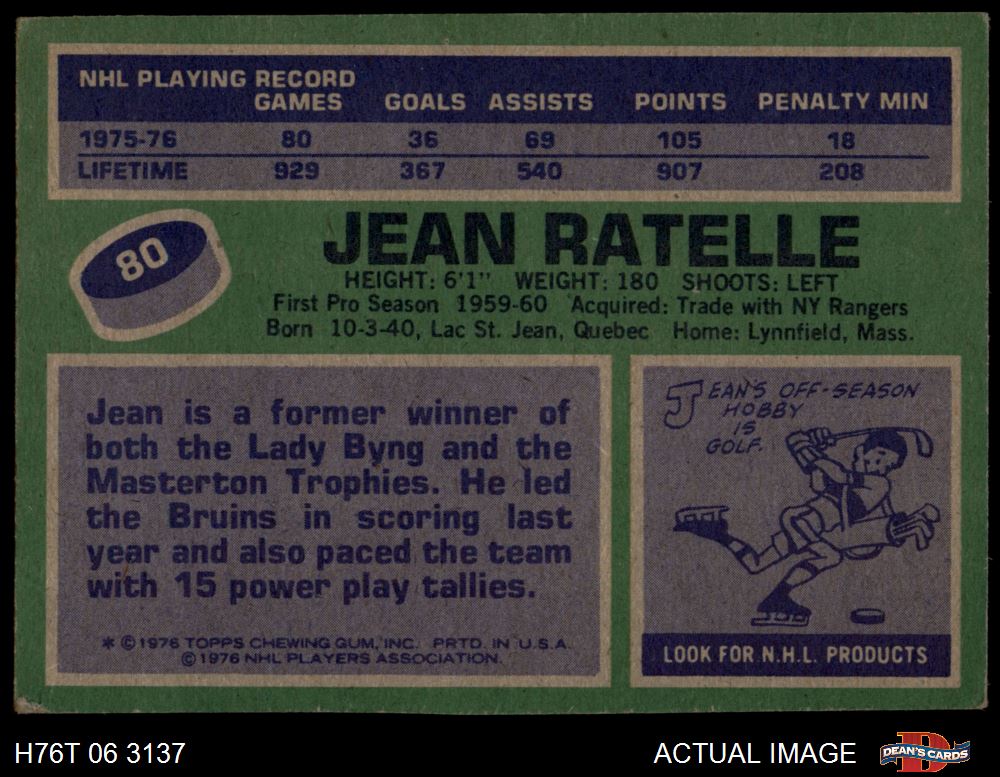 NHL PLAYING RECORD
GAMES GOALS ASSISTS POINTS PENALTY MIN
1975-76 80 36 69 105 18
LIFETIME 929 367 540 907 208
80
JEAN RATELLE
HEIGHT: 6'1" WEIGHT: 180 SHOOTS: LEFT
First Pro Season 1959-60 Acquired: Trade with NY Rangers
Born 10-3-40, Lac St. Jean, Quebec Home: Lynnfield, Mass.
Jean is a former winner of
both the Lady Byng and the
Masterton Trophies. He led
the Bruins in scoring last
year and also paced the team
with 15 power play tallies.
* © 1976 TOPPS CHEWING GUM, INC. PRTD. IN U.S.A.
© 1976 NHL PLAYERS ASSOCIATION.
JEAN'S OFF-SEASON
HOBBY
IS
GOLF.
LOOK FOR N.H.L. PRODUCTS
H76T 06 3137 ACTUAL IMAGE D DEAN'S CARDS